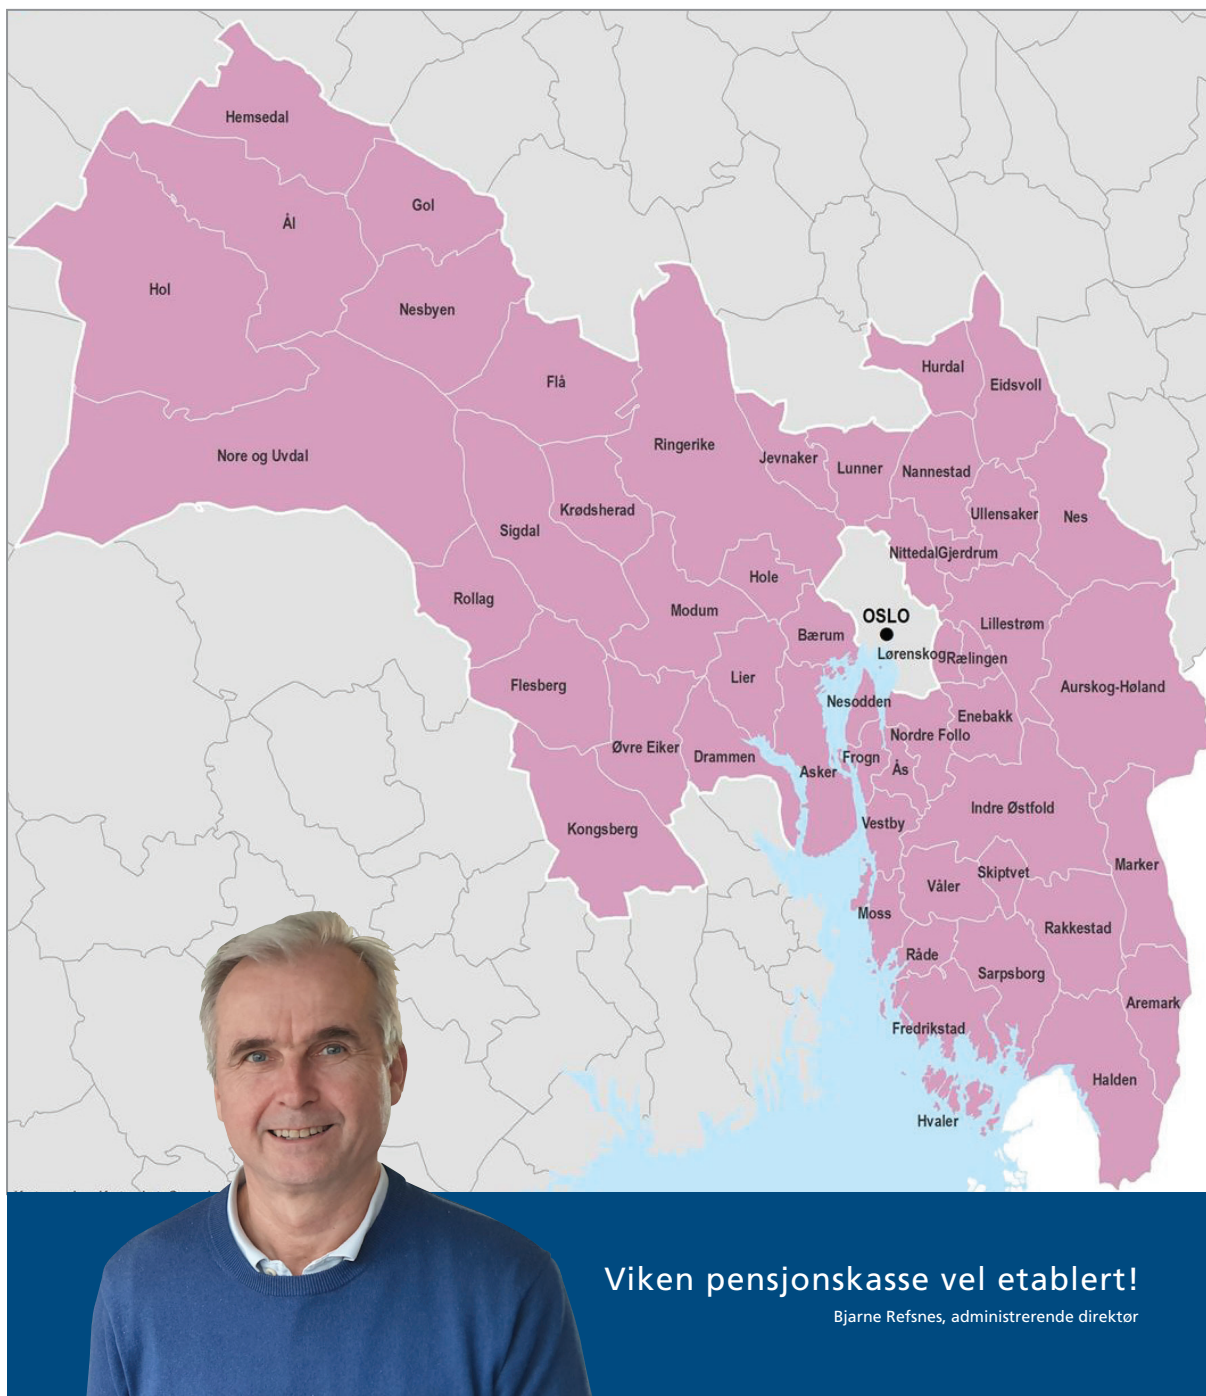 Hemsedal
Gol
Ål
Hol
Nesbyen
Hurdal
Eidsvoll
Flå
Ringerike
Jevnaker
Lunner
Nannestad
Nore og Uvdal
Krødsherad
Ullensaker
Nes
Sigdal
NittedalGjerdrum
Hole
Rollag
Modum
OSLO
Lillestrøm
Bærum
LørenskogRælingen
Lier
Flesberg
Aurskog-Høland
Nesodden
Enebakk
Nordre Follo
Øvre Eiker
Drammen
Frogn
Asker
Ås
Indre Østfold
Vestby
Kongsberg
Marker
Skiptvet
Våler
Moss
Rakkestad
Råde
Sarpsborg
Aremark
Fredrikstad
Halden
Hvaler
Viken pensjonskasse vel etablert!
Bjarne Refsnes, administrerende direktør